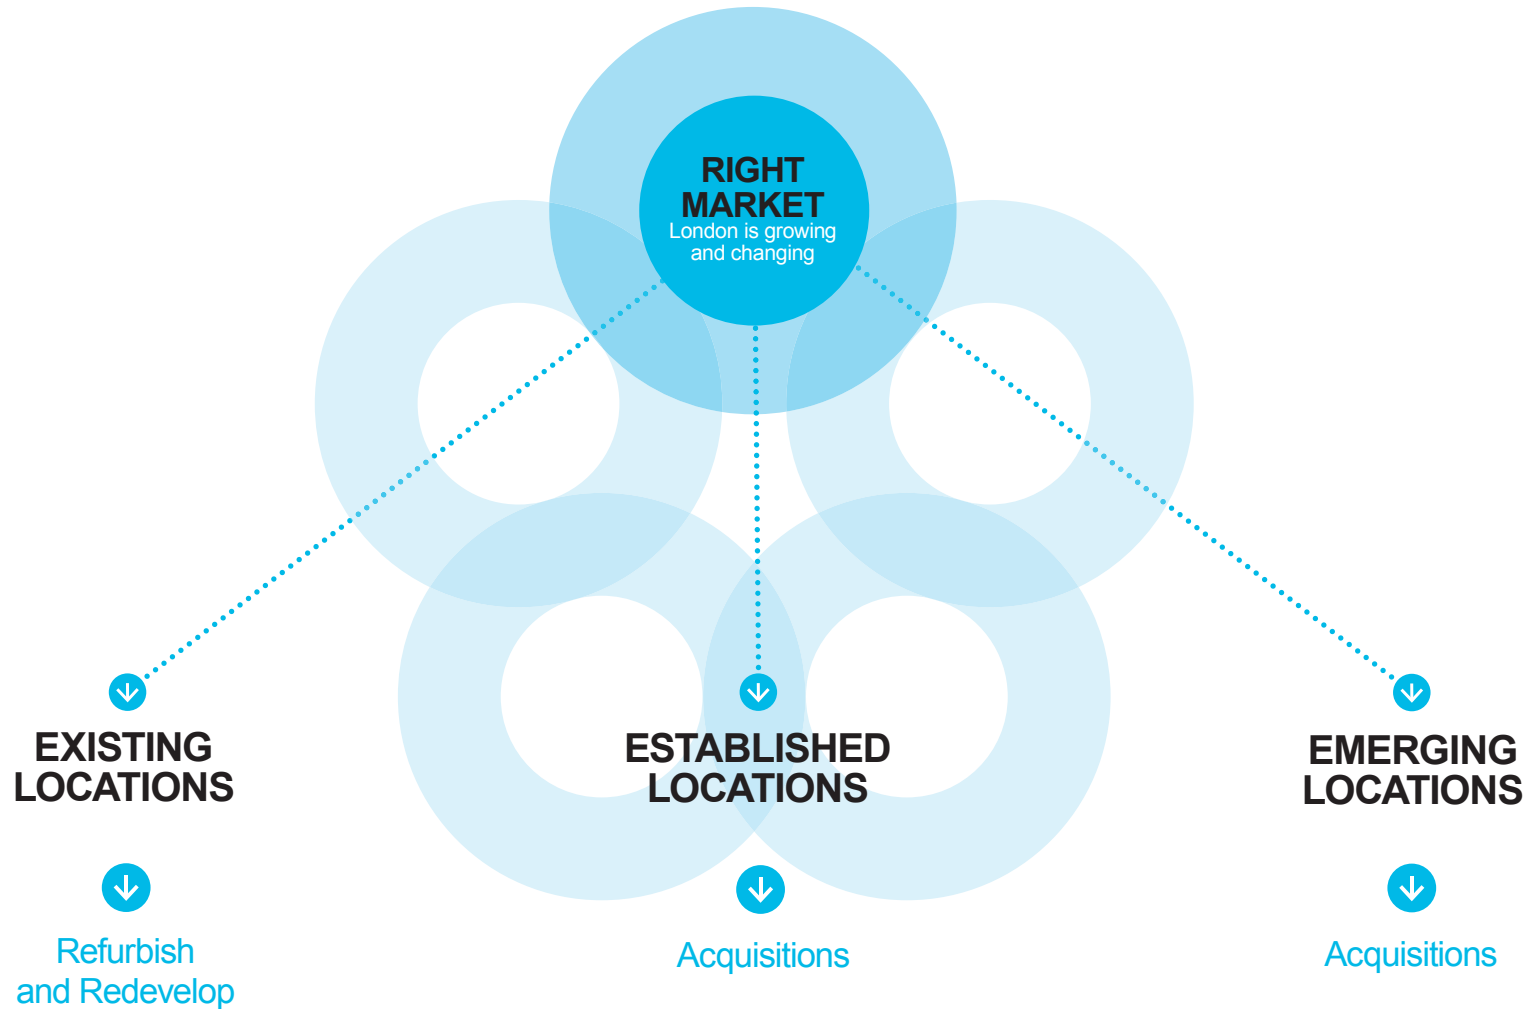 RIGHT
MARKET
London is growing
and changing
EXISTING
LOCATIONS
ESTABLISHED
LOCATIONS
EMERGING
LOCATIONS
Refurbish
and Redevelop
Acquisitions
Acquisitions